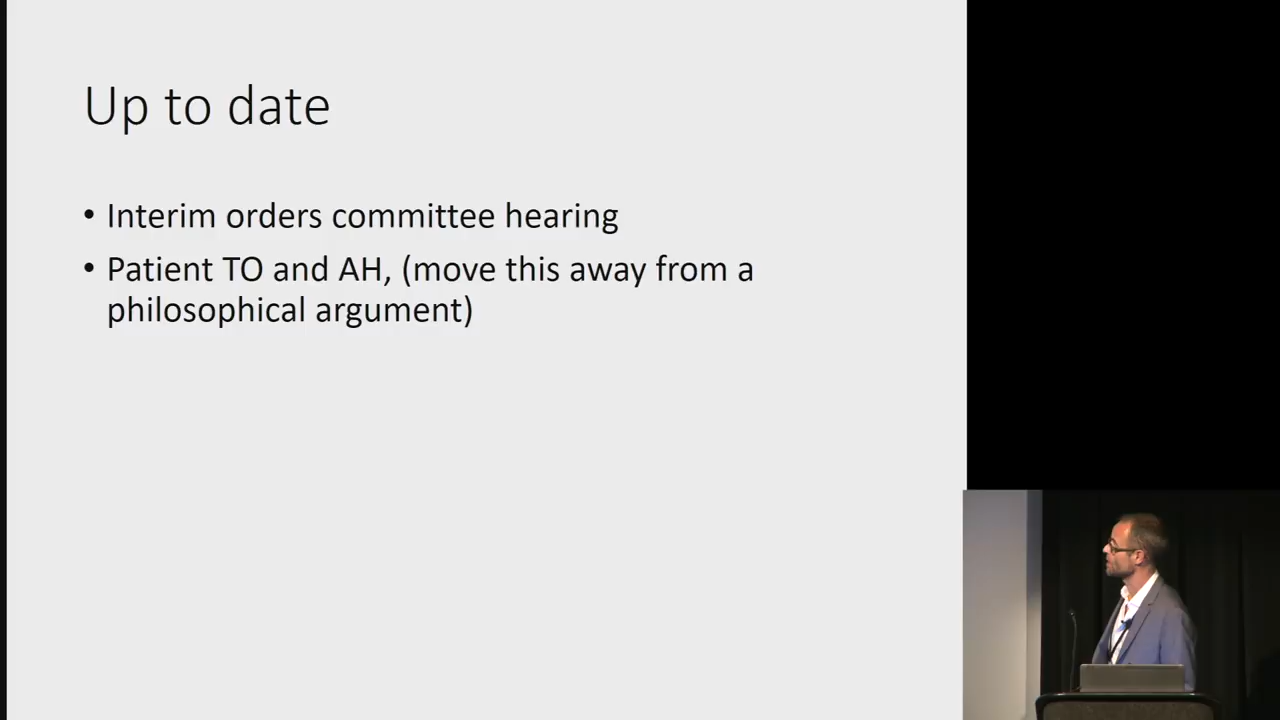 Up to date
• Interim orders committee hearing
• Patient TO and AH, (move this away from a
philosophical argument)